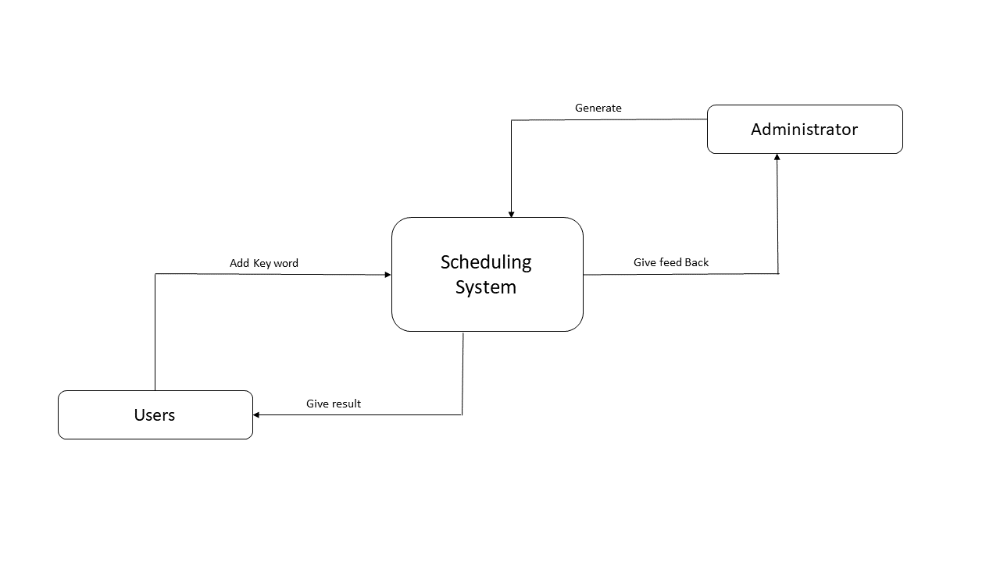 Generate
Administrator
Scheduling
System
Add Key word
Give feed Back
Give result
Users